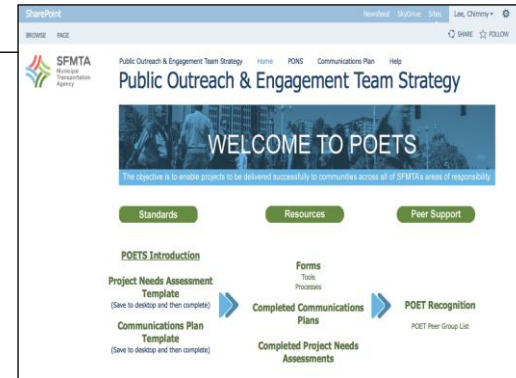 SharePoint
Newsfeed SkyDrive Sites Lee, Chimmy
BROWSE PAGE
SHARE FOLLOW
SFMTA
Municipal
Transportation
Agency
Public Outreach & Engagement Team Strategy Home PONS Communications Plan Help
Public Outreach & Engagement Team Strategy
WELCOME TO POETS
The objective is to enable projects to be delivered successfully to communities across all of SFMTA's areas of responsibility
Standards
Resources
Peer Support
POETS Introduction
Project Needs Assessment
Template
(Save to desktop and then complete)
Communications Plan
Template
(Save to desktop and then complete)
Forms
Tools
Processes
Completed Communications
Plans
Completed Project Needs
Assessments
POET Recognition
POET Peer Group List